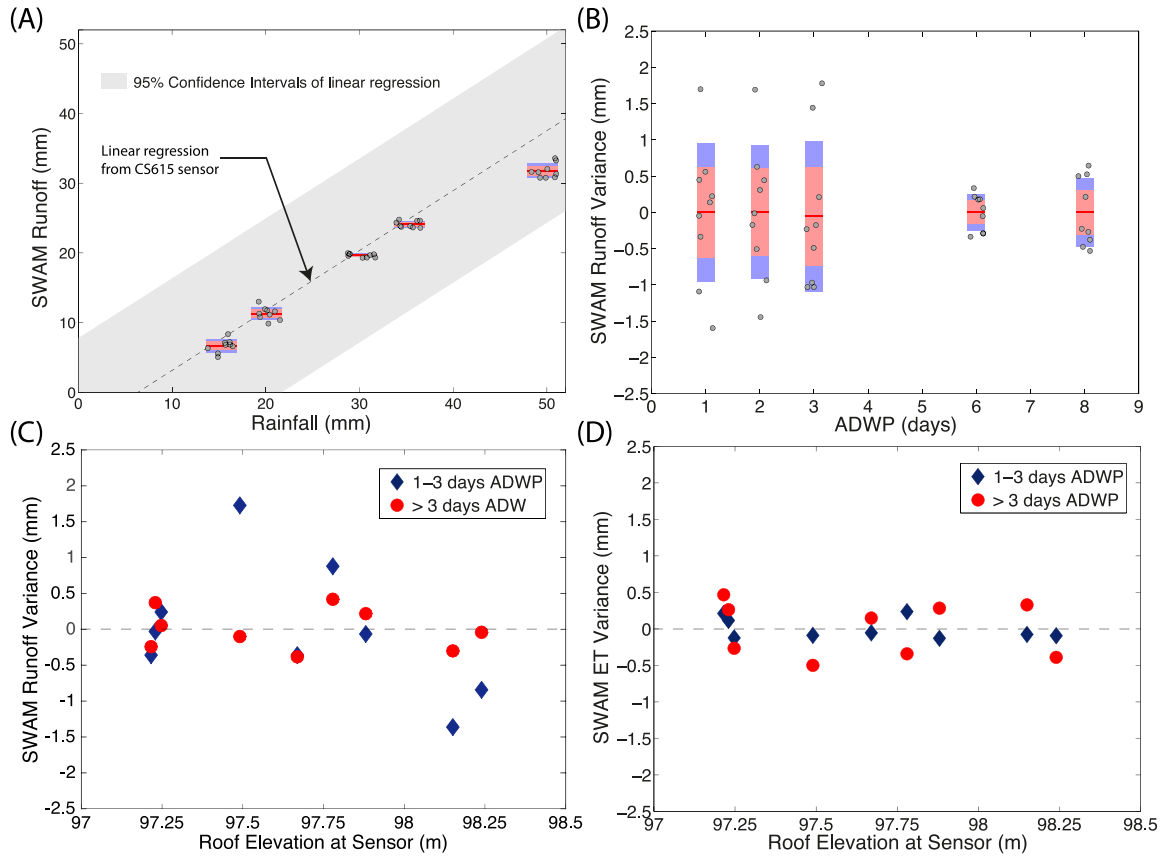 (A)
SWAM Runoff (mm)
52
50
40
30
20
10
0
95% Confidence Intervals of linear regression
Linear regression
from CS615 sensor
0 10 20 30 40 50
Rainfall (mm)
(B)
SWAM Runoff Variance (mm)
2.5
2
1.5
1
0.5
0
−0.5
−1
−1.5
−2
−2.5
0 1 2 3 4 5 6 7 8 9
ADWP (days)
(C)
SWAM Runoff Variance (mm)
2.5
2
1.5
1
0.5
0
-0.5
-1
-1.5
-2
-2.5
1–3 days ADWP
> 3 days ADW
97 97.25 97.5 97.75 98 98.25 98.5
Roof Elevation at Sensor (m)
(D)
SWAM ET Variance (mm)
2.5
2
1.5
1
0.5
0
−0.5
−1
−1.5
−2
−2.5
1–3 days ADWP
> 3 days ADWP
97 97.25 97.5 97.75 98 98.25 98.5
Roof Elevation at Sensor (m)